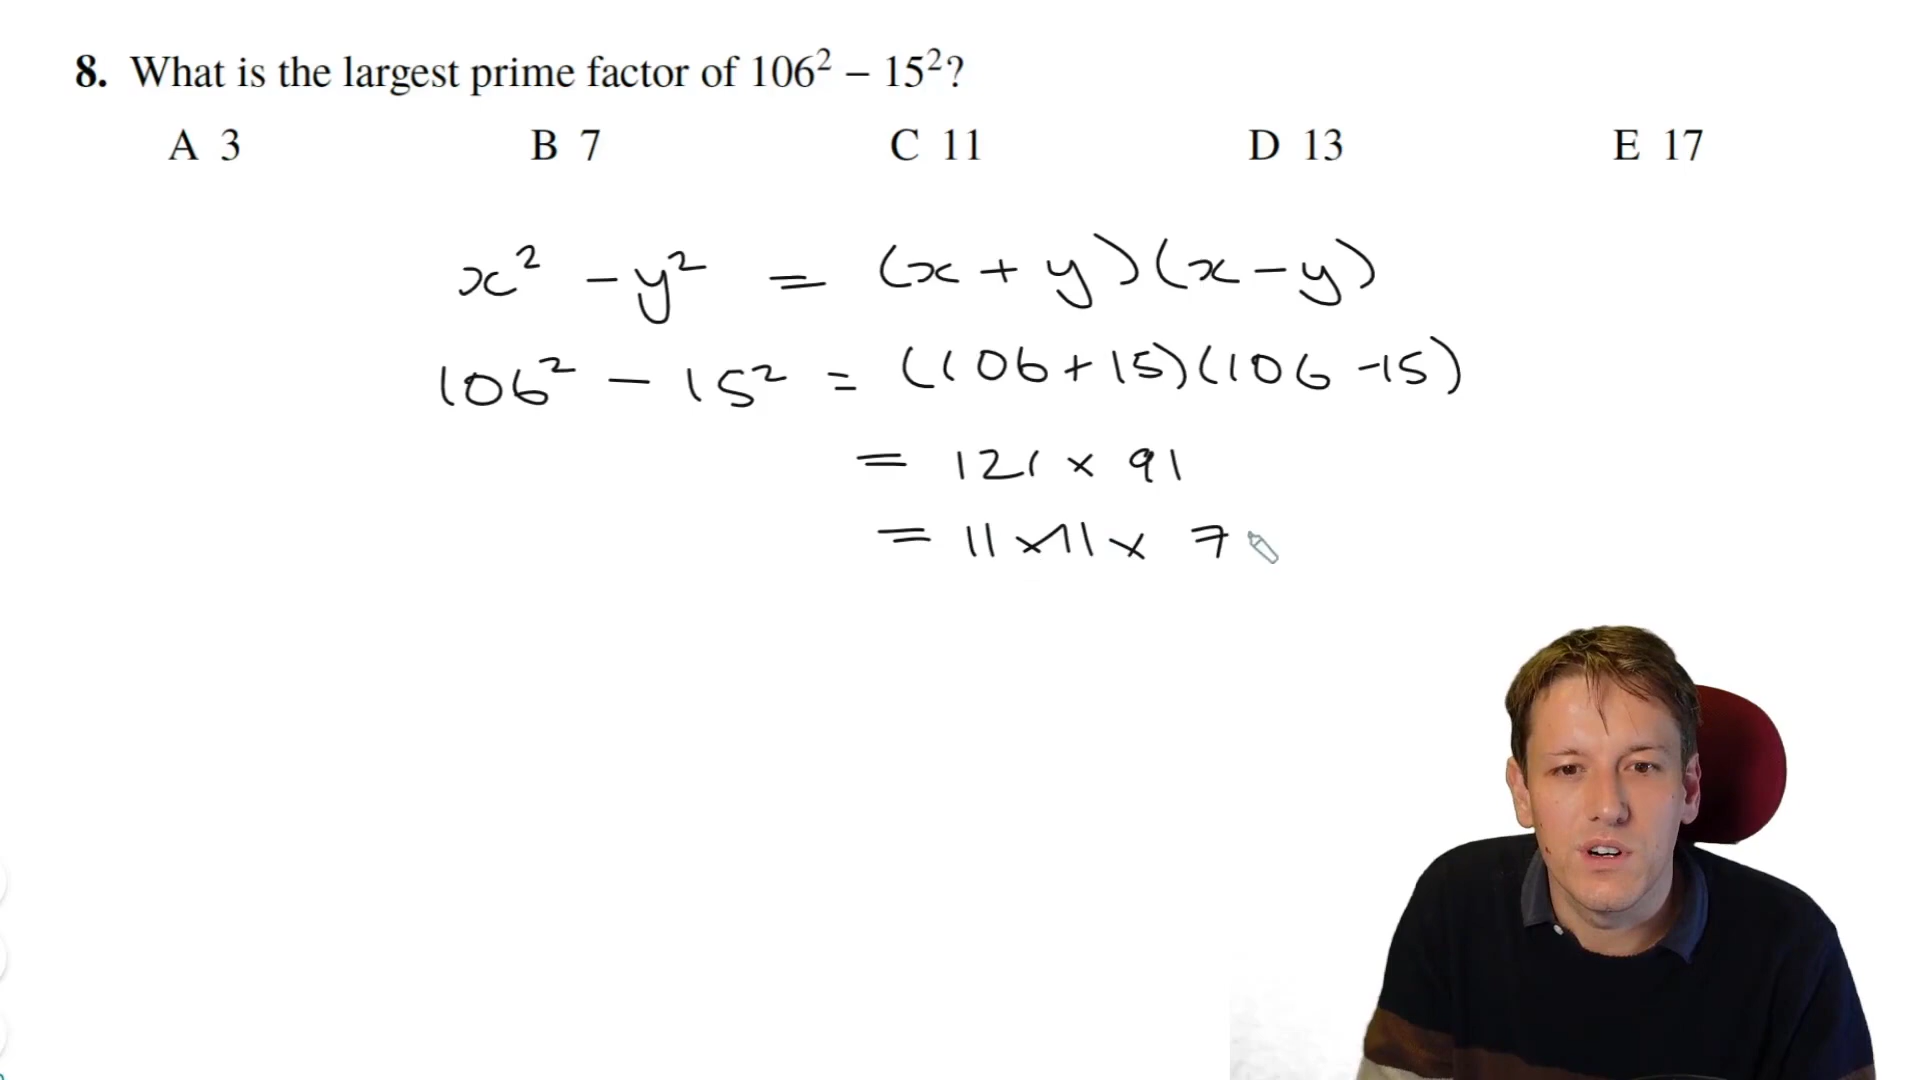 8. What is the largest prime factor of 106² − 15²?
A 3 B 7 C 11 D 13 E 17
x² − y² = (x + y)(x − y)
106² − 15² = (106 + 15)(106 − 15)
= 121 × 91
= 11 × 11 × 7